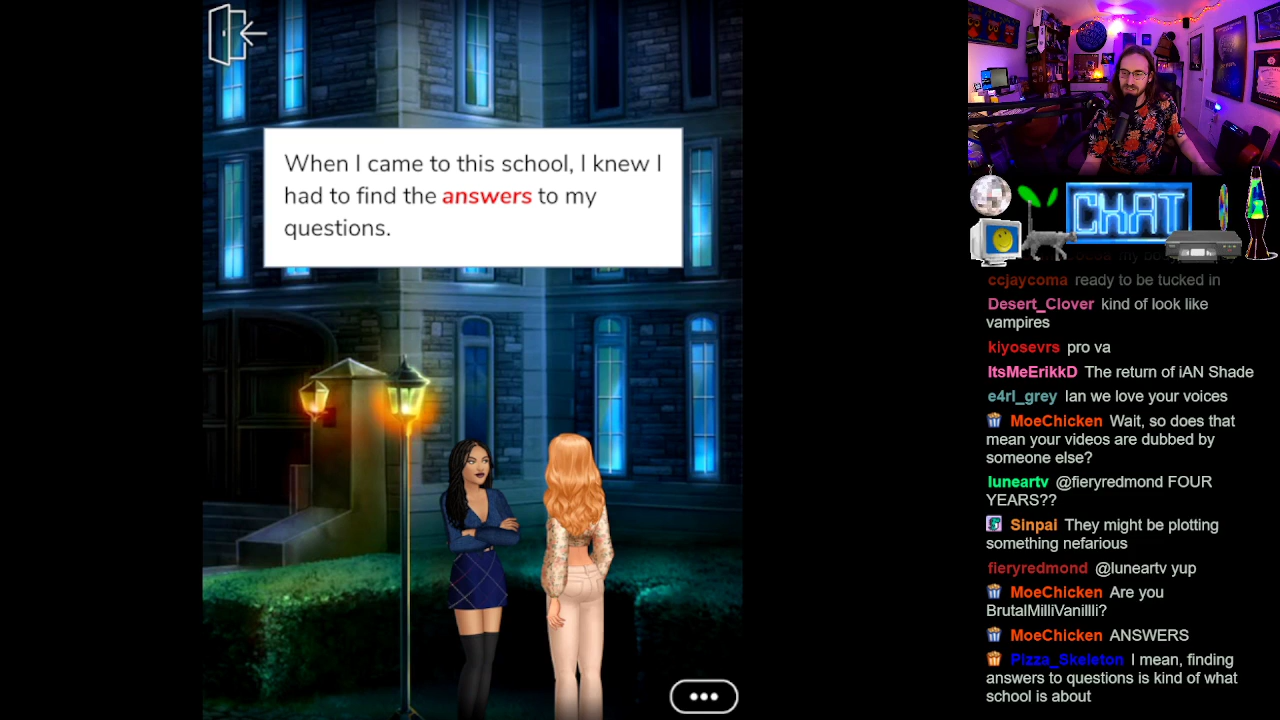 When I came to this school, I knew I
had to find the answers to my
questions.
CHAT
ccjaycoma ready to be tucked in
Desert_Clover kind of look like
vampires
kiyosevrs pro va
ItsMeErikkD The return of iAN Shade
e4rl_grey Ian we love your voices
MoeChicken Wait, so does that
mean your videos are dubbed by
someone else?
luneartv @fieryredmond FOUR
YEARS??
Sinpai They might be plotting
something nefarious
fieryredmond @luneartv yup
MoeChicken Are you
BrutalMilliVanillli?
MoeChicken ANSWERS
Pizza_Skeleton I mean, finding
answers to questions is kind of what
school is about